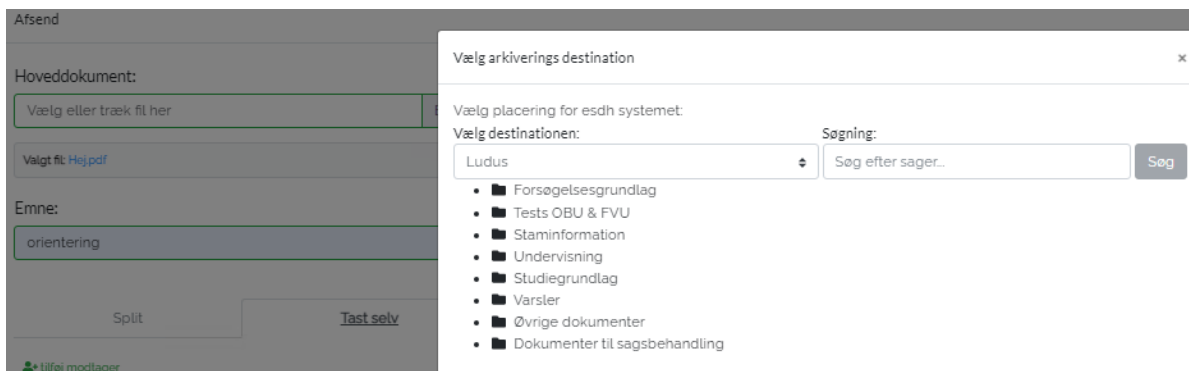 Afsend
Hoveddokument:
Vælg eller træk fil her
Valgt fil: Hej.pdf
Emne:
orientering
Split
Tast selv
tilføj modtager
Vælg arkiverings destination
×
Vælg placering for esdh systemet:
Vælg destinationen:
Søgning:
Ludus
Søg efter sager...
Søg
Forsøgelsesgrundlag
Tests OBU & FVU
Staminformation
Undervisning
Studiegrundlag
Varsler
Øvrige dokumenter
Dokumenter til sagsbehandling